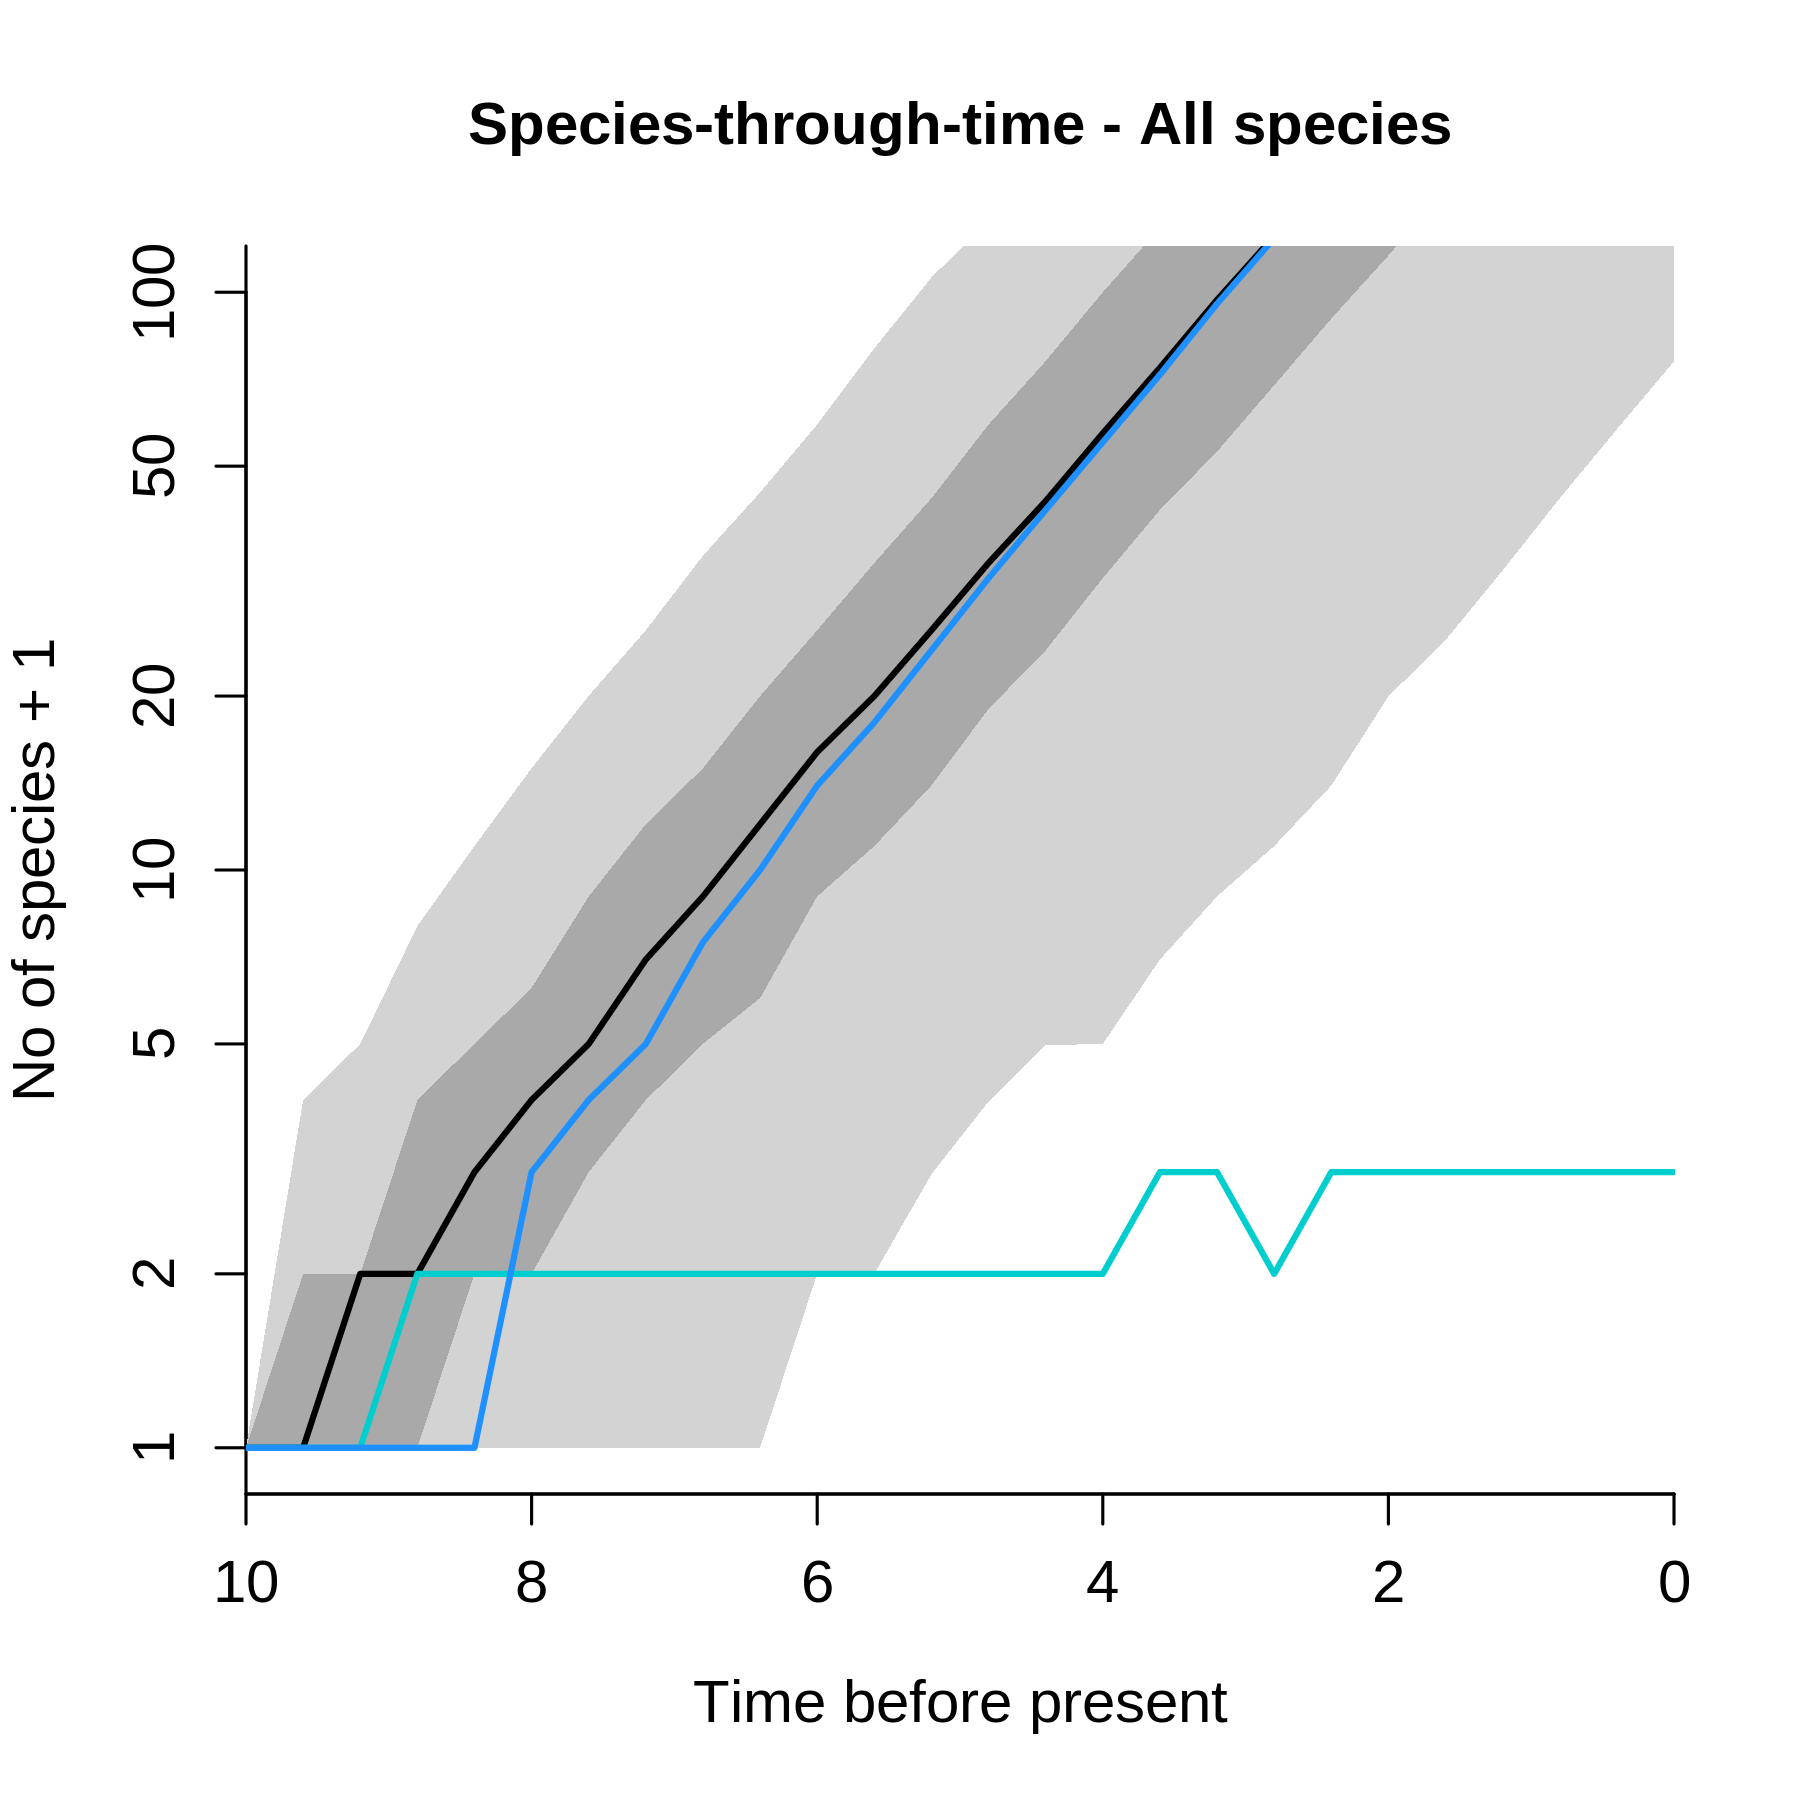 Species-through-time - All species
No of species + 1
100
50
20
10
5
2
1
10 8 6 4 2 0
Time before present